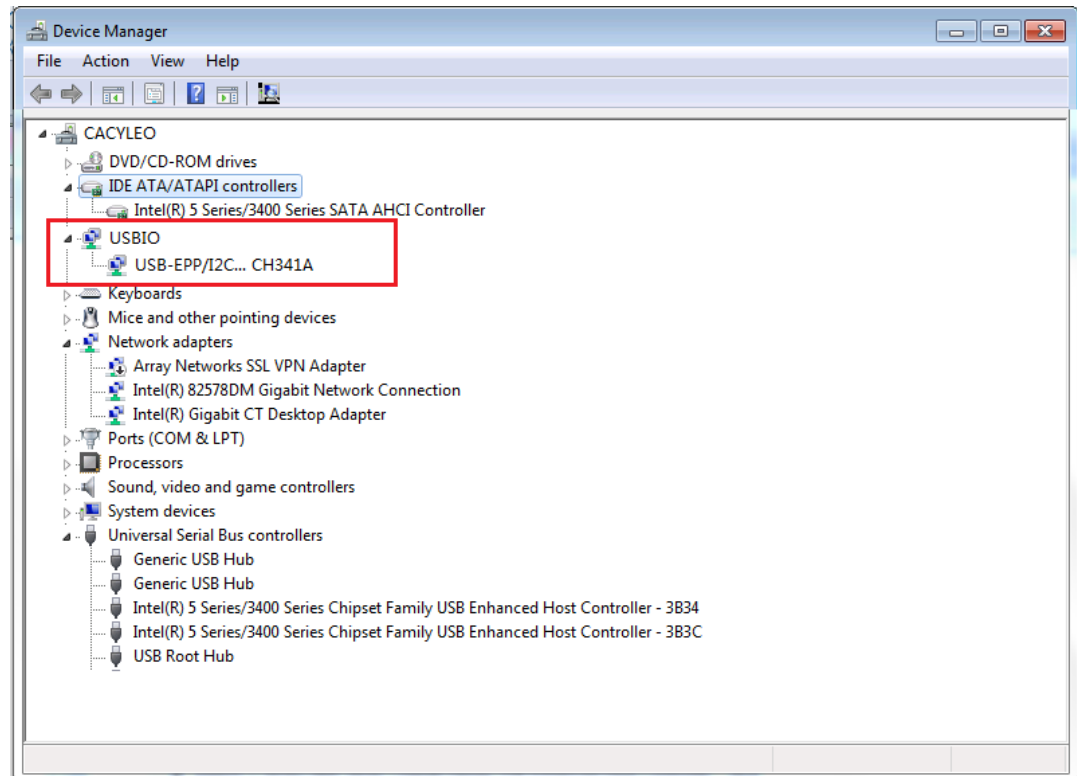 Device Manager
File Action View Help
CACYLEO
DVD/CD-ROM drives
IDE ATA/ATAPI controllers
Intel(R) 5 Series/3400 Series SATA AHCI Controller
USBIO
USB-EPP/I2C... CH341A
Keyboards
Mice and other pointing devices
Network adapters
Array Networks SSL VPN Adapter
Intel(R) 82578DM Gigabit Network Connection
Intel(R) Gigabit CT Desktop Adapter
Ports (COM & LPT)
Processors
Sound, video and game controllers
System devices
Universal Serial Bus controllers
Generic USB Hub
Generic USB Hub
Intel(R) 5 Series/3400 Series Chipset Family USB Enhanced Host Controller - 3B34
Intel(R) 5 Series/3400 Series Chipset Family USB Enhanced Host Controller - 3B3C
USB Root Hub